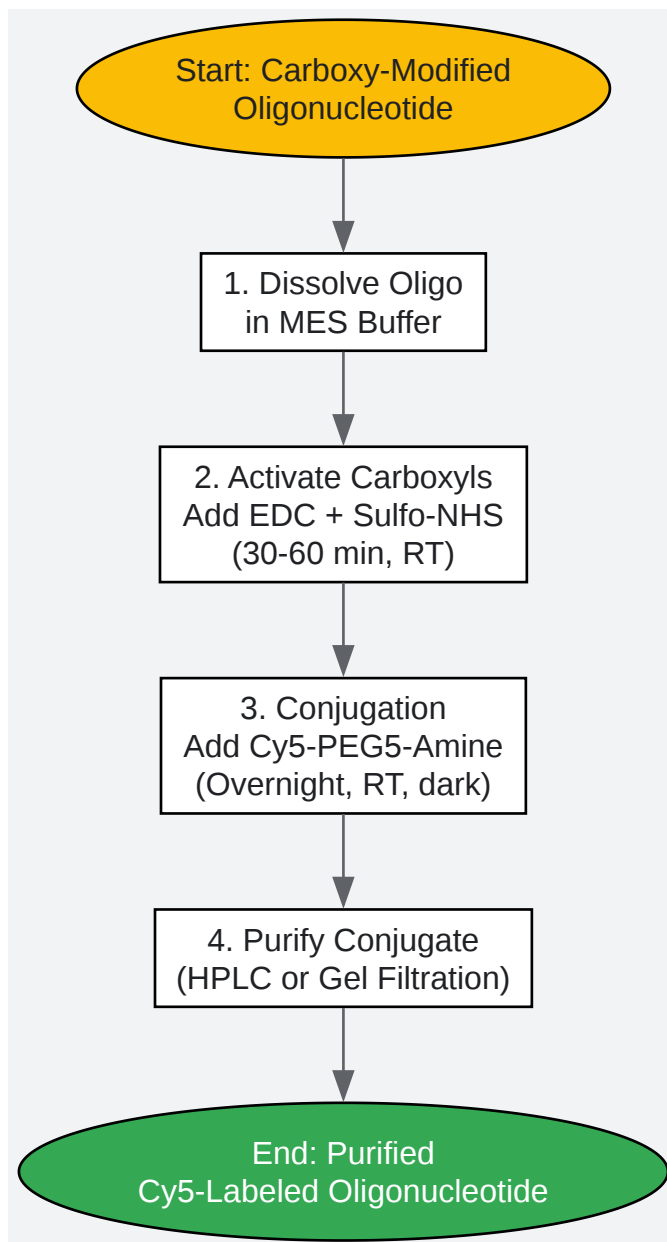 Start: Carboxy-Modified
Oligonucleotide
1. Dissolve Oligo
in MES Buffer
2. Activate Carboxyls
Add EDC + Sulfo-NHS
(30-60 min, RT)
3. Conjugation
Add Cy5-PEG5-Amine
(Overnight, RT, dark)
4. Purify Conjugate
(HPLC or Gel Filtration)
End: Purified
Cy5-Labeled Oligonucleotide